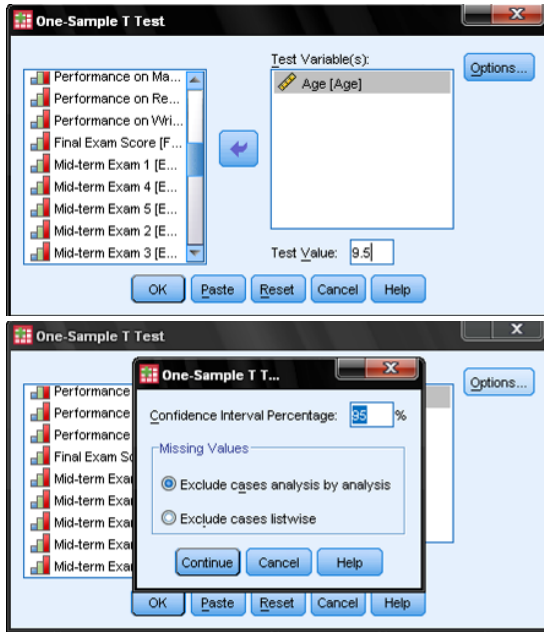 One-Sample T Test
Test Variable(s):
Performance on Ma...
Performance on Re...
Performance on Wri...
Final Exam Score [F...
Mid-term Exam 1 [E...
Mid-term Exam 4 [E...
Mid-term Exam 5 [E...
Mid-term Exam 2 [E...
Mid-term Exam 3 [E...
Age [Age]
Options...
Test Value: 9.5
OK Paste Reset Cancel Help
One-Sample T Test
Performance
Performance
Performance
Final Exam Sc
Mid-term Exa
Mid-term Exa
Mid-term Exa
Mid-term Exa
Mid-term Exa
Options...
One-Sample T T...
Confidence Interval Percentage: 95 %
Missing Values
Exclude cases analysis by analysis
Exclude cases listwise
Continue Cancel Help
OK Paste Reset Cancel Help